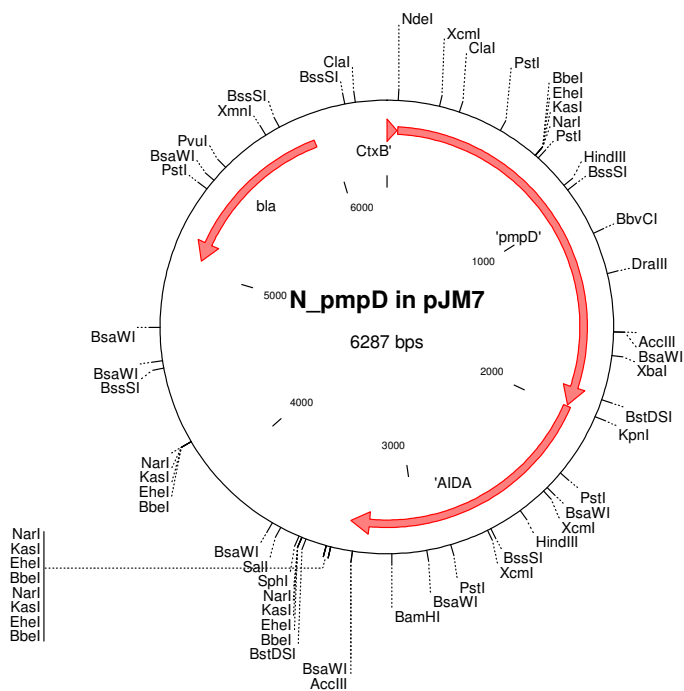 NdeI
XcmI
ClaI
PstI
BbeI
EheI
KasI
NarI
PstI
HindIII
BssSI
BbvCI
DraIII
AccIII
BsaWI
XbaI
BstDSI
KpnI
PstI
BsaWI
XcmI
HindIII
BssSI
XcmI
PstI
BsaWI
BamHI
BsaWI
AccIII
BsaWI
SalI
SphI
NarI
KasI
EheI
BbeI
BstDSI
NarI
KasI
EheI
BbeI
NarI
KasI
EheI
BbeI
NarI
KasI
EheI
BbeI
BsaWI
BssSI
BsaWI
PstI
BsaWI
PvuI
XmnI
BssSI
BssSI
ClaI
CtxB'
'pmpD'
'AIDA
bla
1000
2000
3000
4000
5000
6000
N_pmpD in pJM7
6287 bps